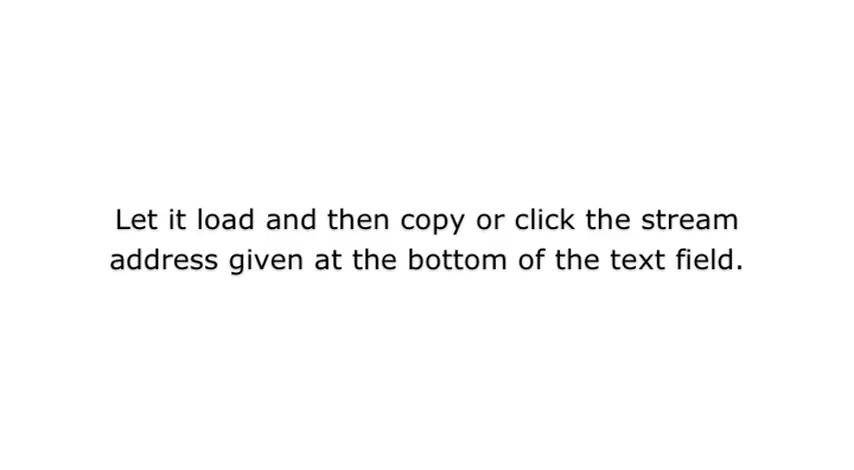 Let it load and then copy or click the stream
address given at the bottom of the text field.